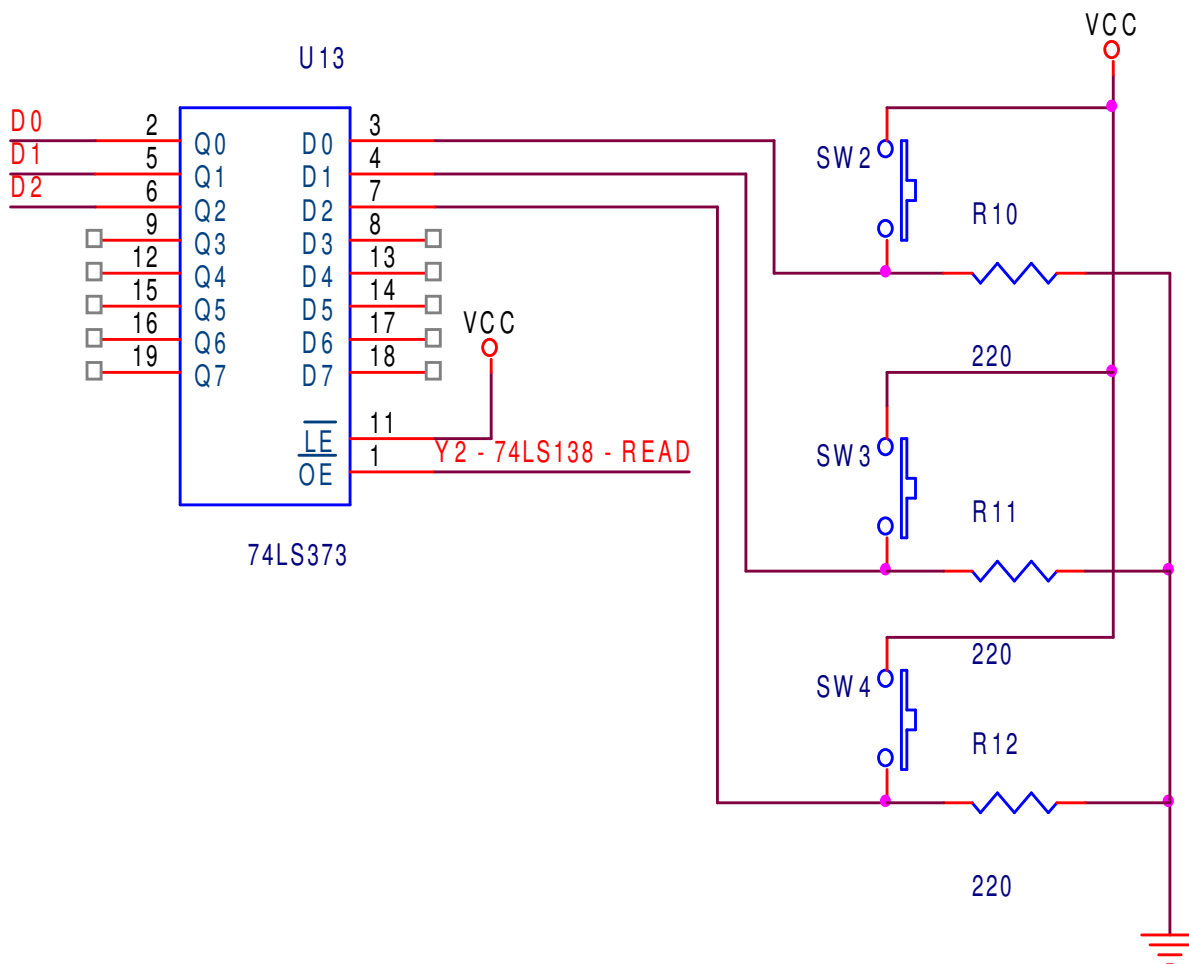 VCC
U13
D0
D1
D2
2
5
6
9
12
15
16
19
Q0
Q1
Q2
Q3
Q4
Q5
Q6
Q7
D0
D1
D2
D3
D4
D5
D6
D7
LE
OE
3
4
7
8
13
14
17
18
11
1
VCC
Y2 - 74LS138 - READ
74LS373
SW2
R10
220
SW3
R11
220
SW4
R12
220